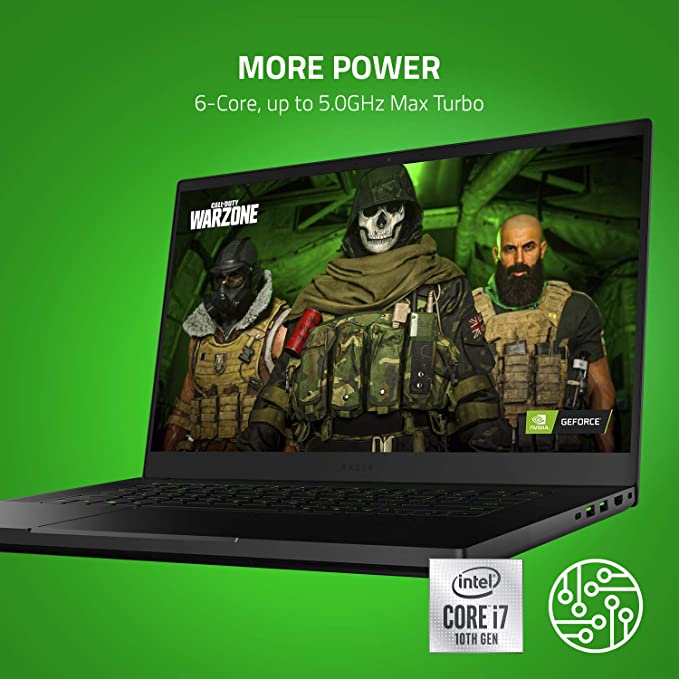 MORE POWER
6-Core, up to 5.0GHz Max Turbo
CALL OF DUTY
WARZONE
NVIDIA
GEFORCE
RAZER
intel
CORE i7
10TH GEN